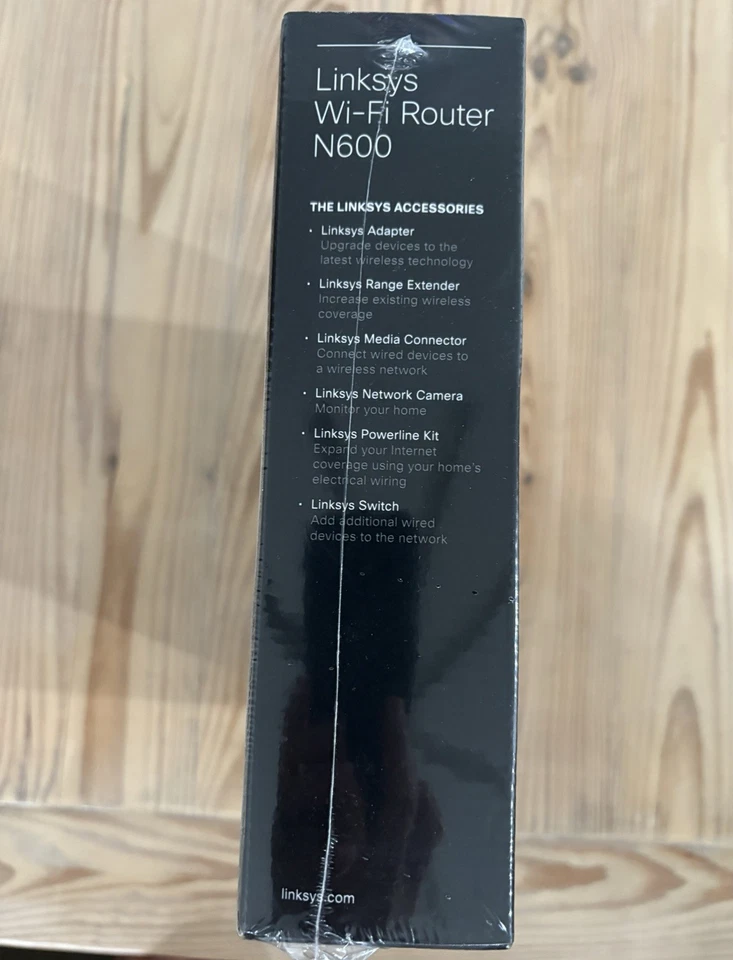 Linksys
Wi-Fi Router
N600
THE LINKSYS ACCESSORIES
· Linksys Adapter
Upgrade devices to the
latest wireless technology
· Linksys Range Extender
Increase existing wireless
coverage
· Linksys Media Connector
Connect wired devices to
a wireless network
· Linksys Network Camera
Monitor your home
· Linksys Powerline Kit
Expand your Internet
coverage using your home's
electrical wiring
· Linksys Switch
Add additional wired
devices to the network
linksys.com